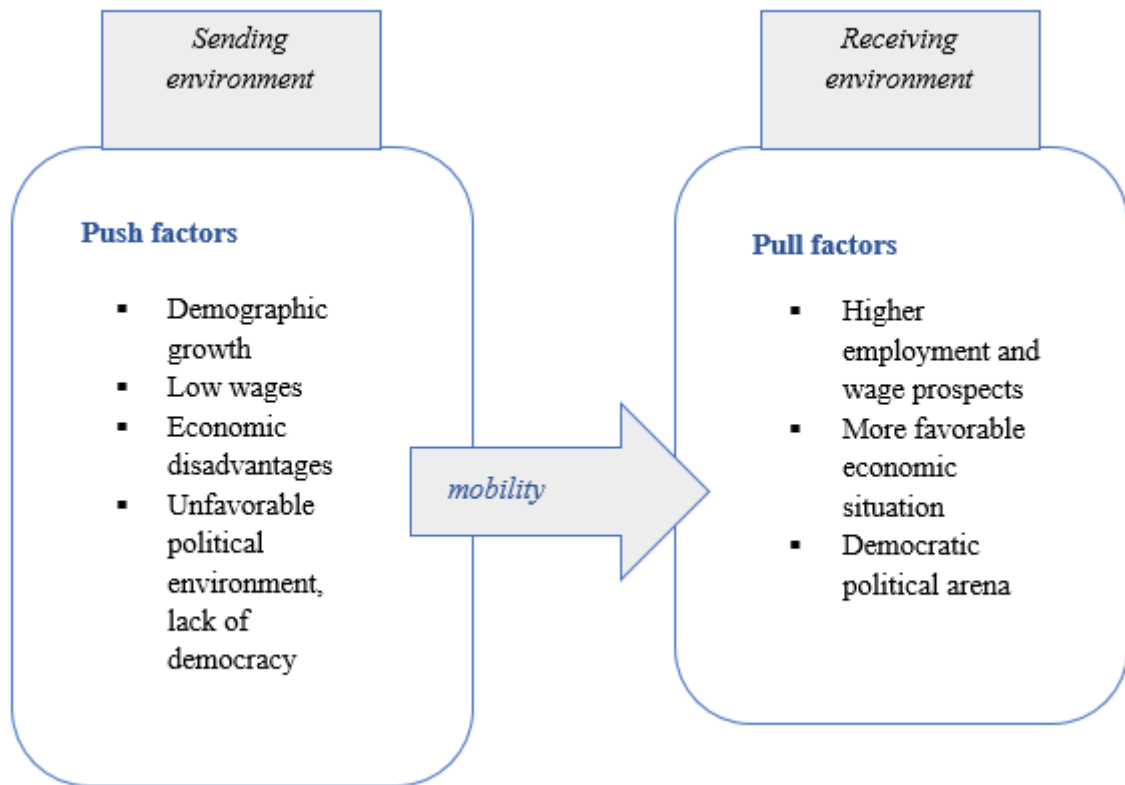 Sending
environment
Push factors
▪ Demographic
growth
▪ Low wages
▪ Economic
disadvantages
▪ Unfavorable
political
environment,
lack of
democracy
mobility
Receiving
environment
Pull factors
▪ Higher
employment and
wage prospects
▪ More favorable
economic
situation
▪ Democratic
political arena